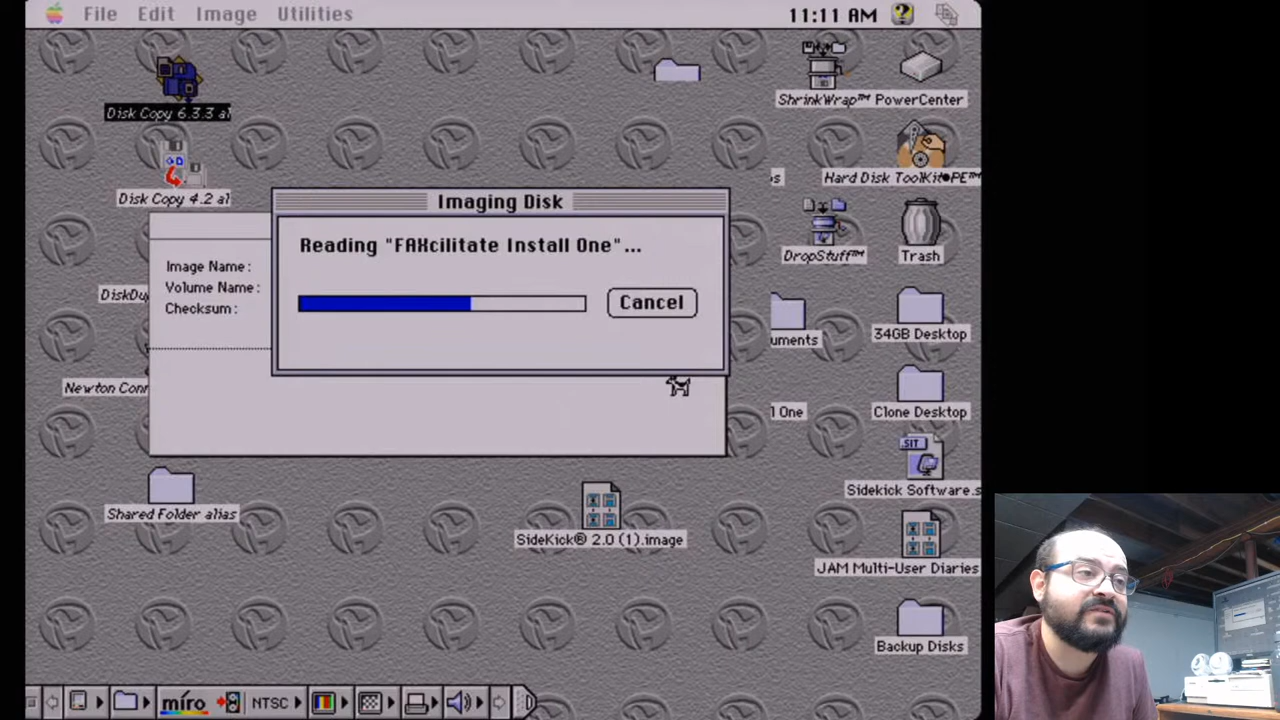 File Edit Image Utilities 11:11 AM
Disk Copy 6.3.3 al
ShrinkWrap™ PowerCenter
Disk Copy 4.2 al
Hard Disk ToolKit•PE™
Imaging Disk
Reading "FAXcilitate Install One"...
Cancel
Image Name:
Volume Name:
Checksum:
DropStuff™
Trash
DiskDu
uments
34GB Desktop
Newton Conn
l One
Clone Desktop
SIT
Sidekick Software.s
Shared Folder alias
SideKick® 2.0 (1).image
JAM Multi-User Diaries
Backup Disks
miro NTSC